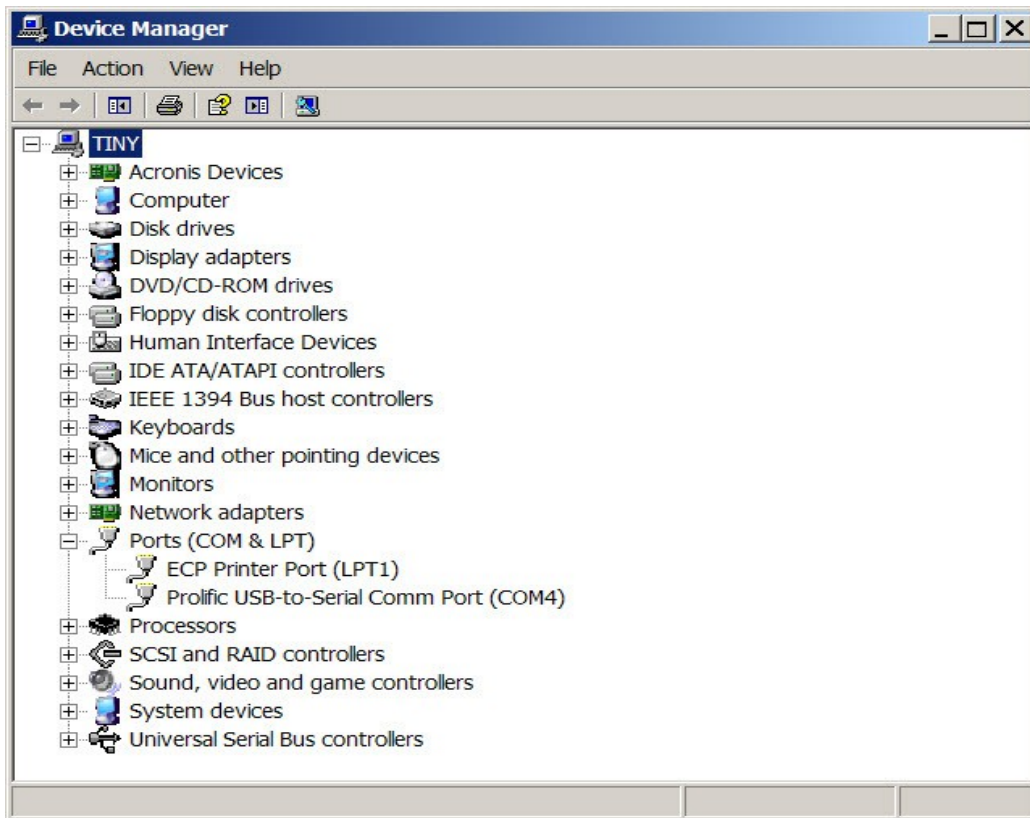 Device Manager
File Action View Help
TINY
Acronis Devices
Computer
Disk drives
Display adapters
DVD/CD-ROM drives
Floppy disk controllers
Human Interface Devices
IDE ATA/ATAPI controllers
IEEE 1394 Bus host controllers
Keyboards
Mice and other pointing devices
Monitors
Network adapters
Ports (COM & LPT)
ECP Printer Port (LPT1)
Prolific USB-to-Serial Comm Port (COM4)
Processors
SCSI and RAID controllers
Sound, video and game controllers
System devices
Universal Serial Bus controllers